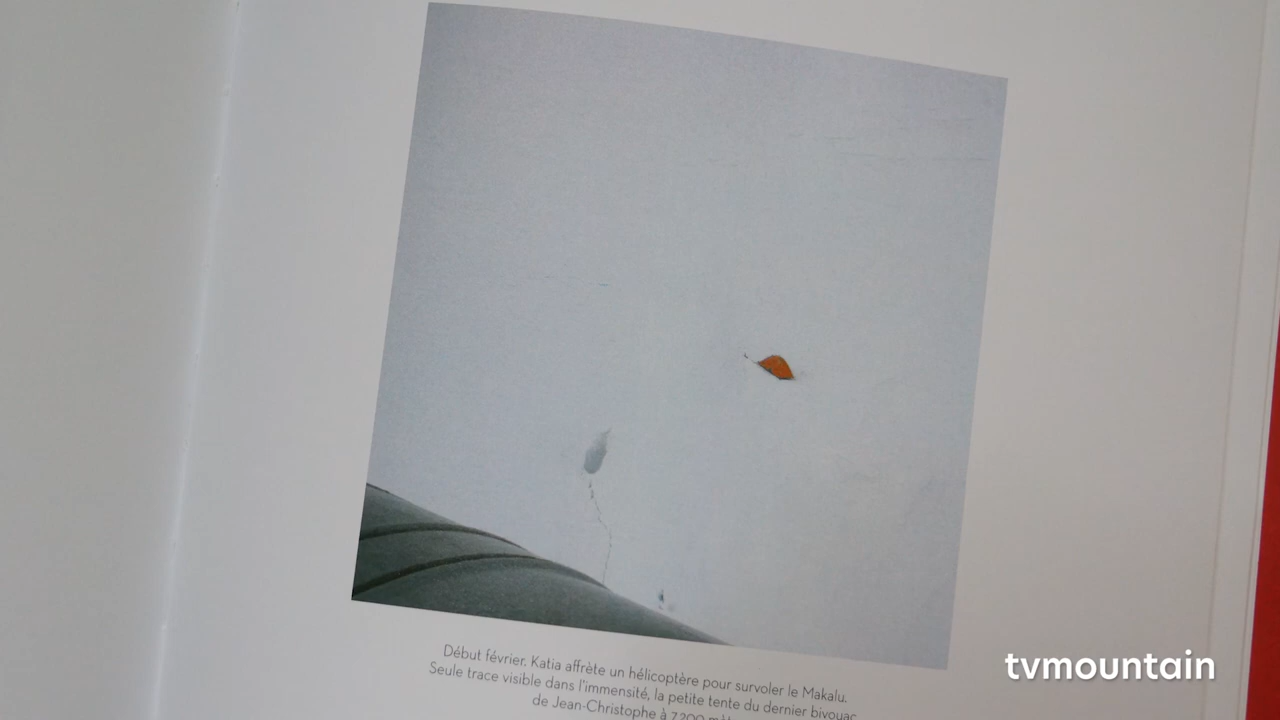 Début février. Katia affrète un hélicoptère pour survoler le Makalu.
Seule trace visible dans l'immensité, la petite tente du dernier bivouac
de Jean-Christophe à 7200
tvmountain